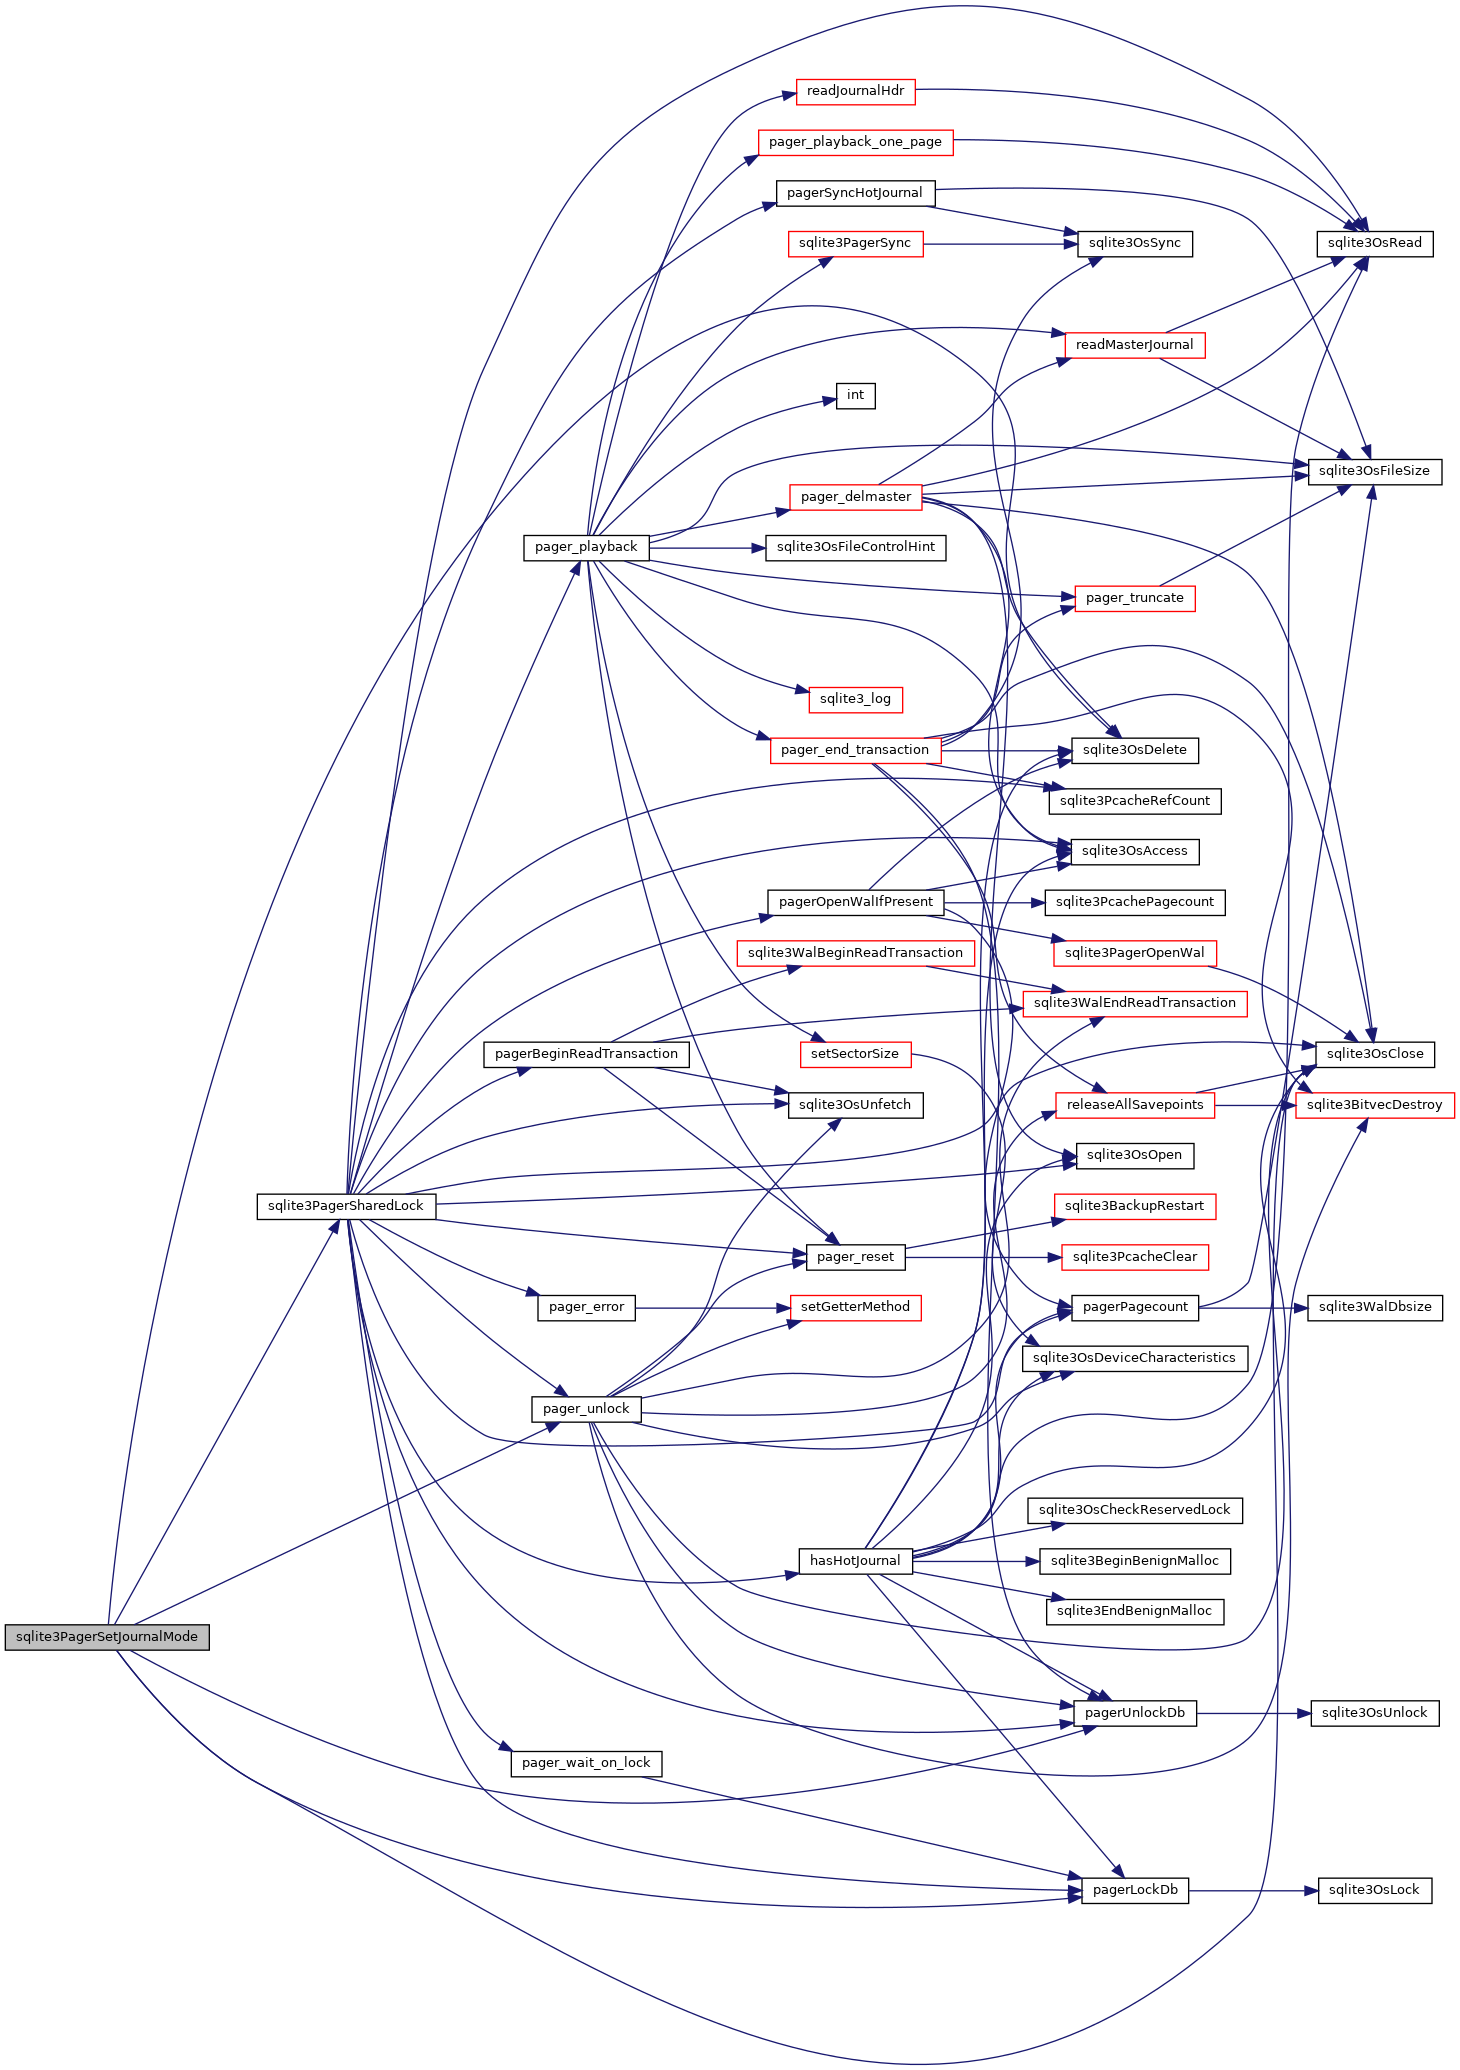 readJournalHdr
pager_playback_one_page
pagerSyncHotJournal
sqlite3PagerSync
sqlite3OsSync
sqlite3OsRead
readMasterJournal
int
sqlite3OsFileSize
pager_delmaster
pager_playback
sqlite3OsFileControlHint
pager_truncate
sqlite3_log
pager_end_transaction
sqlite3OsDelete
sqlite3PcacheRefCount
sqlite3OsAccess
pagerOpenWalIfPresent
sqlite3PcachePagecount
sqlite3WalBeginReadTransaction
sqlite3PagerOpenWal
sqlite3WalEndReadTransaction
pagerBeginReadTransaction
setSectorSize
sqlite3OsClose
sqlite3OsUnfetch
releaseAllSavepoints
sqlite3BitvecDestroy
sqlite3OsOpen
sqlite3PagerSharedLock
sqlite3BackupRestart
pager_reset
sqlite3PcacheClear
pager_error
setGetterMethod
pagerPagecount
sqlite3WalDbsize
sqlite3OsDeviceCharacteristics
pager_unlock
sqlite3OsCheckReservedLock
hasHotJournal
sqlite3BeginBenignMalloc
sqlite3EndBenignMalloc
sqlite3PagerSetJournalMode
pagerUnlockDb
sqlite3OsUnlock
pager_wait_on_lock
pagerLockDb
sqlite3OsLock